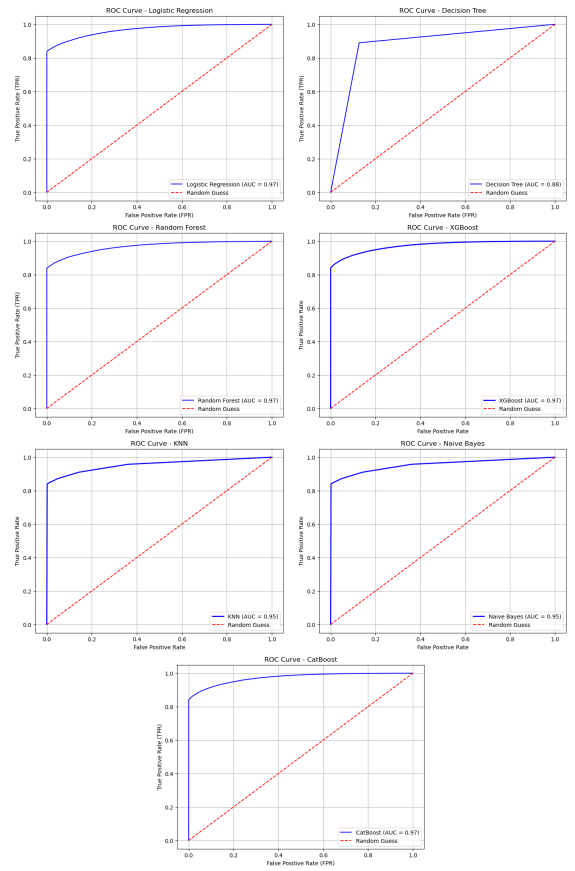 ROC Curve - Logistic Regression
True Positive Rate (TPR)
1.0
0.8
0.6
0.4
0.2
0.0
0.0 0.2 0.4 0.6 0.8 1.0
False Positive Rate (FPR)
Logistic Regression (AUC = 0.97)
Random Guess
ROC Curve - Decision Tree
True Positive Rate (TPR)
1.0
0.8
0.6
0.4
0.2
0.0
0.0 0.2 0.4 0.6 0.8 1.0
False Positive Rate (FPR)
Decision Tree (AUC = 0.88)
Random Guess
ROC Curve - Random Forest
True Positive Rate (TPR)
1.0
0.8
0.6
0.4
0.2
0.0
0.0 0.2 0.4 0.6 0.8 1.0
False Positive Rate (FPR)
Random Forest (AUC = 0.97)
Random Guess
ROC Curve - XGBoost
True Positive Rate
1.0
0.8
0.6
0.4
0.2
0.0
0.0 0.2 0.4 0.6 0.8 1.0
False Positive Rate
XGBoost (AUC = 0.97)
Random Guess
ROC Curve - KNN
True Positive Rate
1.0
0.8
0.6
0.4
0.2
0.0
0.0 0.2 0.4 0.6 0.8 1.0
False Positive Rate
KNN (AUC = 0.95)
Random Guess
ROC Curve - Naive Bayes
True Positive Rate
1.0
0.8
0.6
0.4
0.2
0.0
0.0 0.2 0.4 0.6 0.8 1.0
False Positive Rate
Naive Bayes (AUC = 0.95)
Random Guess
ROC Curve - CatBoost
True Positive Rate (TPR)
1.0
0.8
0.6
0.4
0.2
0.0
0.0 0.2 0.4 0.6 0.8 1.0
False Positive Rate (FPR)
CatBoost (AUC = 0.97)
Random Guess